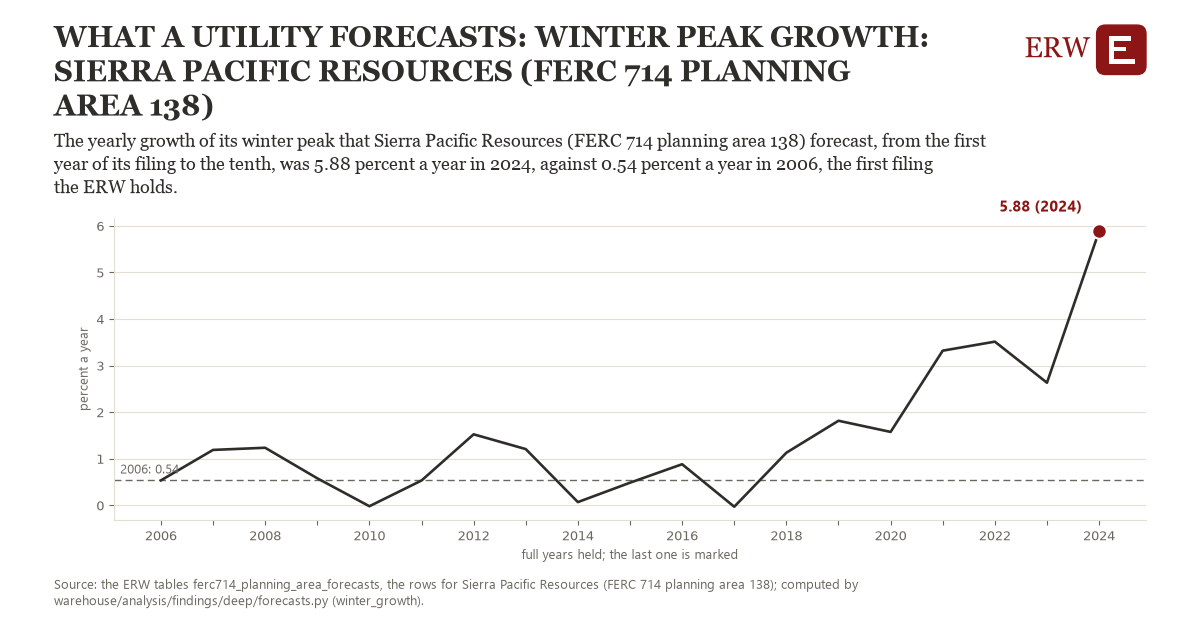 WHAT A UTILITY FORECASTS: WINTER PEAK GROWTH:
SIERRA PACIFIC RESOURCES (FERC 714 PLANNING
AREA 138)
ERW E
The yearly growth of its winter peak that Sierra Pacific Resources (FERC 714 planning area 138) forecast, from the first
year of its filing to the tenth, was 5.88 percent a year in 2024, against 0.54 percent a year in 2006, the first filing
the ERW holds.
5.88 (2024)
6
5
4
3
2
1
0
percent a year
2006: 0.54
2006 2008 2010 2012 2014 2016 2018 2020 2022 2024
full years held; the last one is marked
Source: the ERW tables ferc714_planning_area_forecasts, the rows for Sierra Pacific Resources (FERC 714 planning area 138); computed by
warehouse/analysis/findings/deep/forecasts.py (winter_growth).